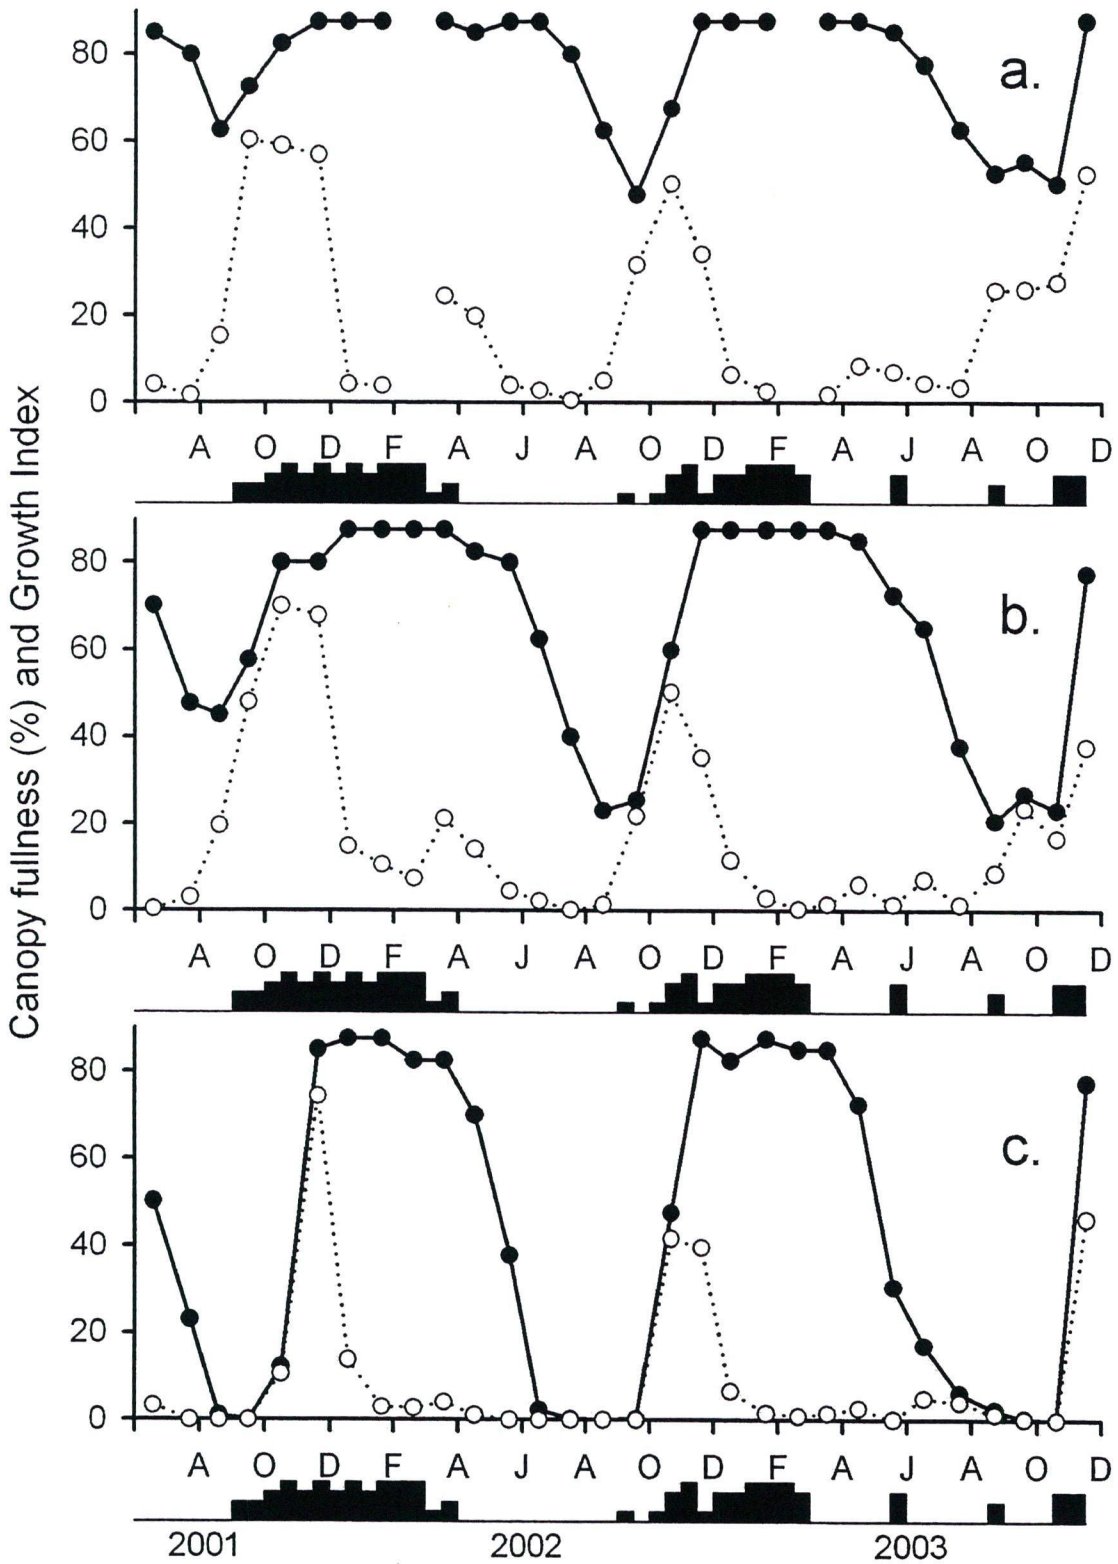 Canopy fullness (%) and Growth Index
80
60
40
20
0
a.
A O D F A J A O D F A J A O D
80
60
40
20
0
b.
A O D F A J A O D F A J A O D
80
60
40
20
0
c.
A O D F A J A O D F A J A O D
2001 2002 2003